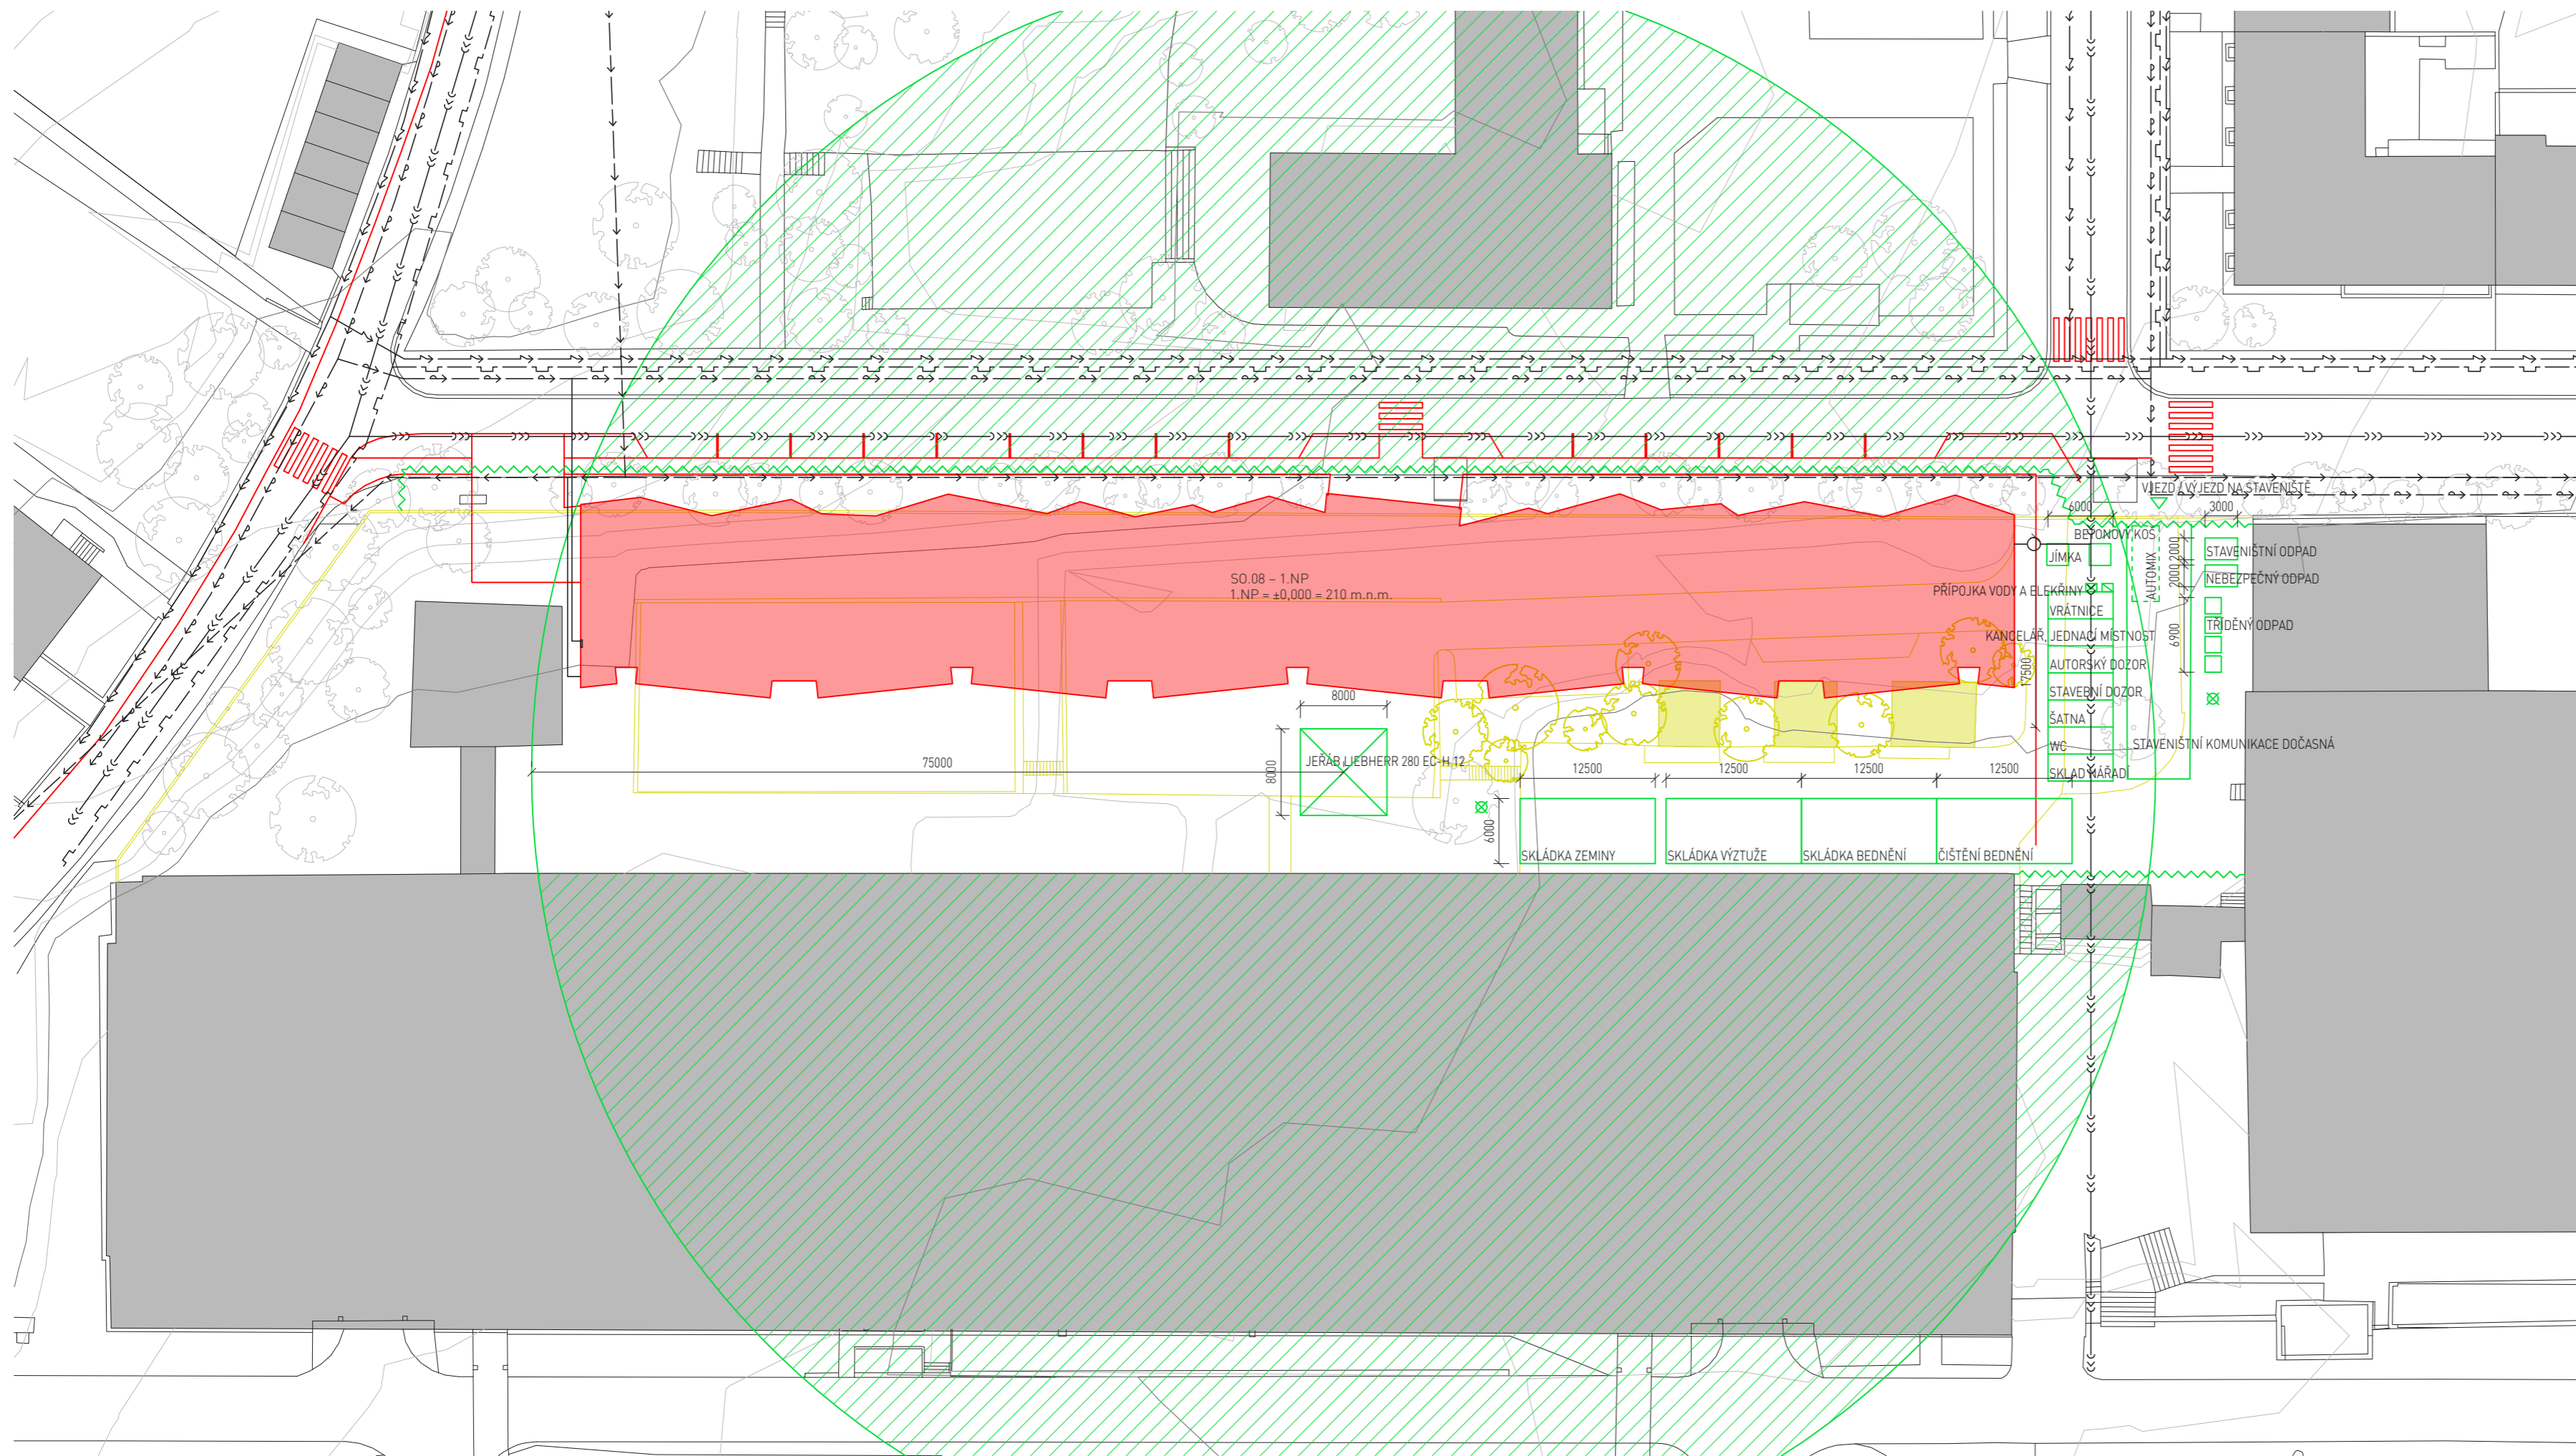 VJEZD / VÝJEZD NA STAVENIŠTĚ
6000
3000
BETONOVÝ KOŠ
JÍMKA
AUTOMIX
2000
STAVENIŠTNÍ ODPAD
2000
NEBEZPEČNÝ ODPAD
SO.08 – 1.NP
1.NP = ±0,000 = 210 m.n.m.
PŘÍPOJKA VODY A ELEKŘINY
VRÁTNICE
TŘÍDĚNÝ ODPAD
6900
KANCELÁŘ, JEDNACÍ MÍSTNOST
AUTORSKÝ DOZOR
17500
STAVEBNÍ DOZOR
8000
ŠATNA
WC
STAVENIŠTNÍ KOMUNIKACE DOČASNÁ
75000
8000
JEŘÁB LIEBHERR 280 EC-H 12
12500
12500
12500
12500
SKLAD NÁŘADÍ
6000
SKLÁDKA ZEMINY
SKLÁDKA VÝZTUŽE
SKLÁDKA BEDNĚNÍ
ČIŠTĚNÍ BEDNĚNÍ